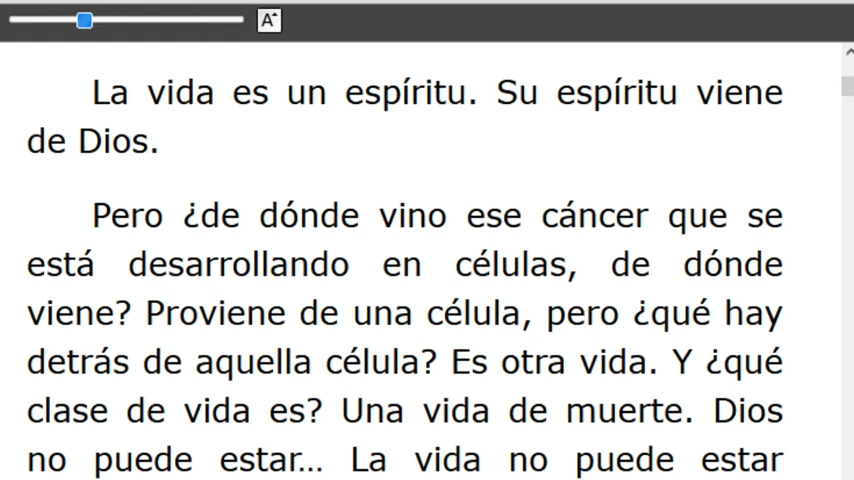 A
La vida es un espíritu. Su espíritu viene
de Dios.
Pero ¿de dónde vino ese cáncer que se
está desarrollando en células, de dónde
viene? Proviene de una célula, pero ¿qué hay
detrás de aquella célula? Es otra vida. Y ¿qué
clase de vida es? Una vida de muerte. Dios
no puede estar... La vida no puede estar